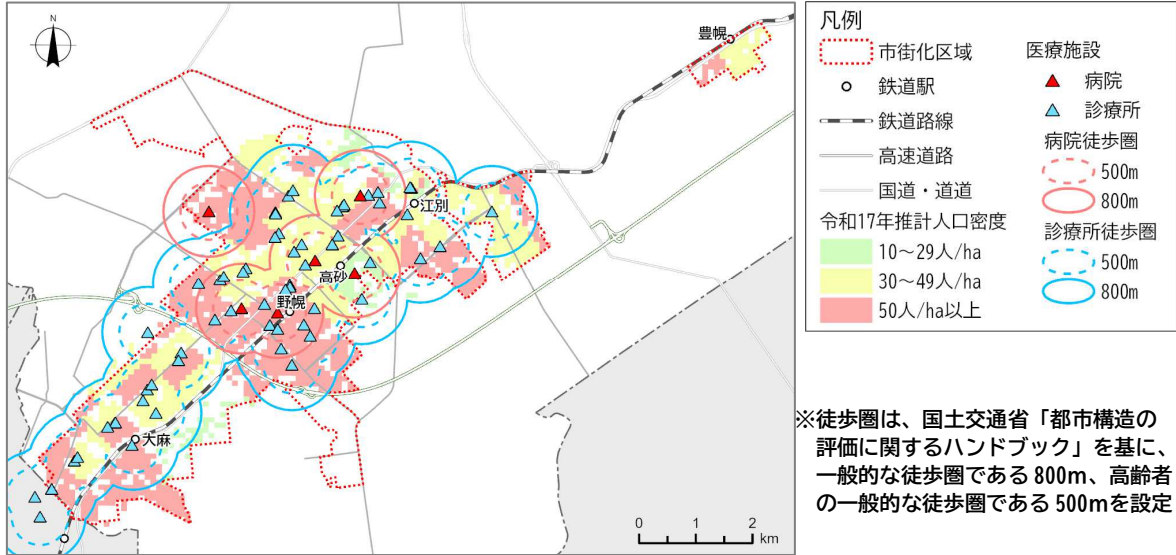 N
豊幌
江別
高砂
野幌
大麻
0 1 2
km
凡例
市街化区域
鉄道駅
鉄道路線
高速道路
国道・道道
令和17年推計人口密度
10～29人/ha
30～49人/ha
50人/ha以上
医療施設
病院
診療所
病院徒歩圏
500m
800m
診療所徒歩圏
500m
800m
※徒歩圏は、国土交通省「都市構造の
評価に関するハンドブック」を基に、
一般的な徒歩圏である 800m、高齢者
の一般的な徒歩圏である 500mを設定